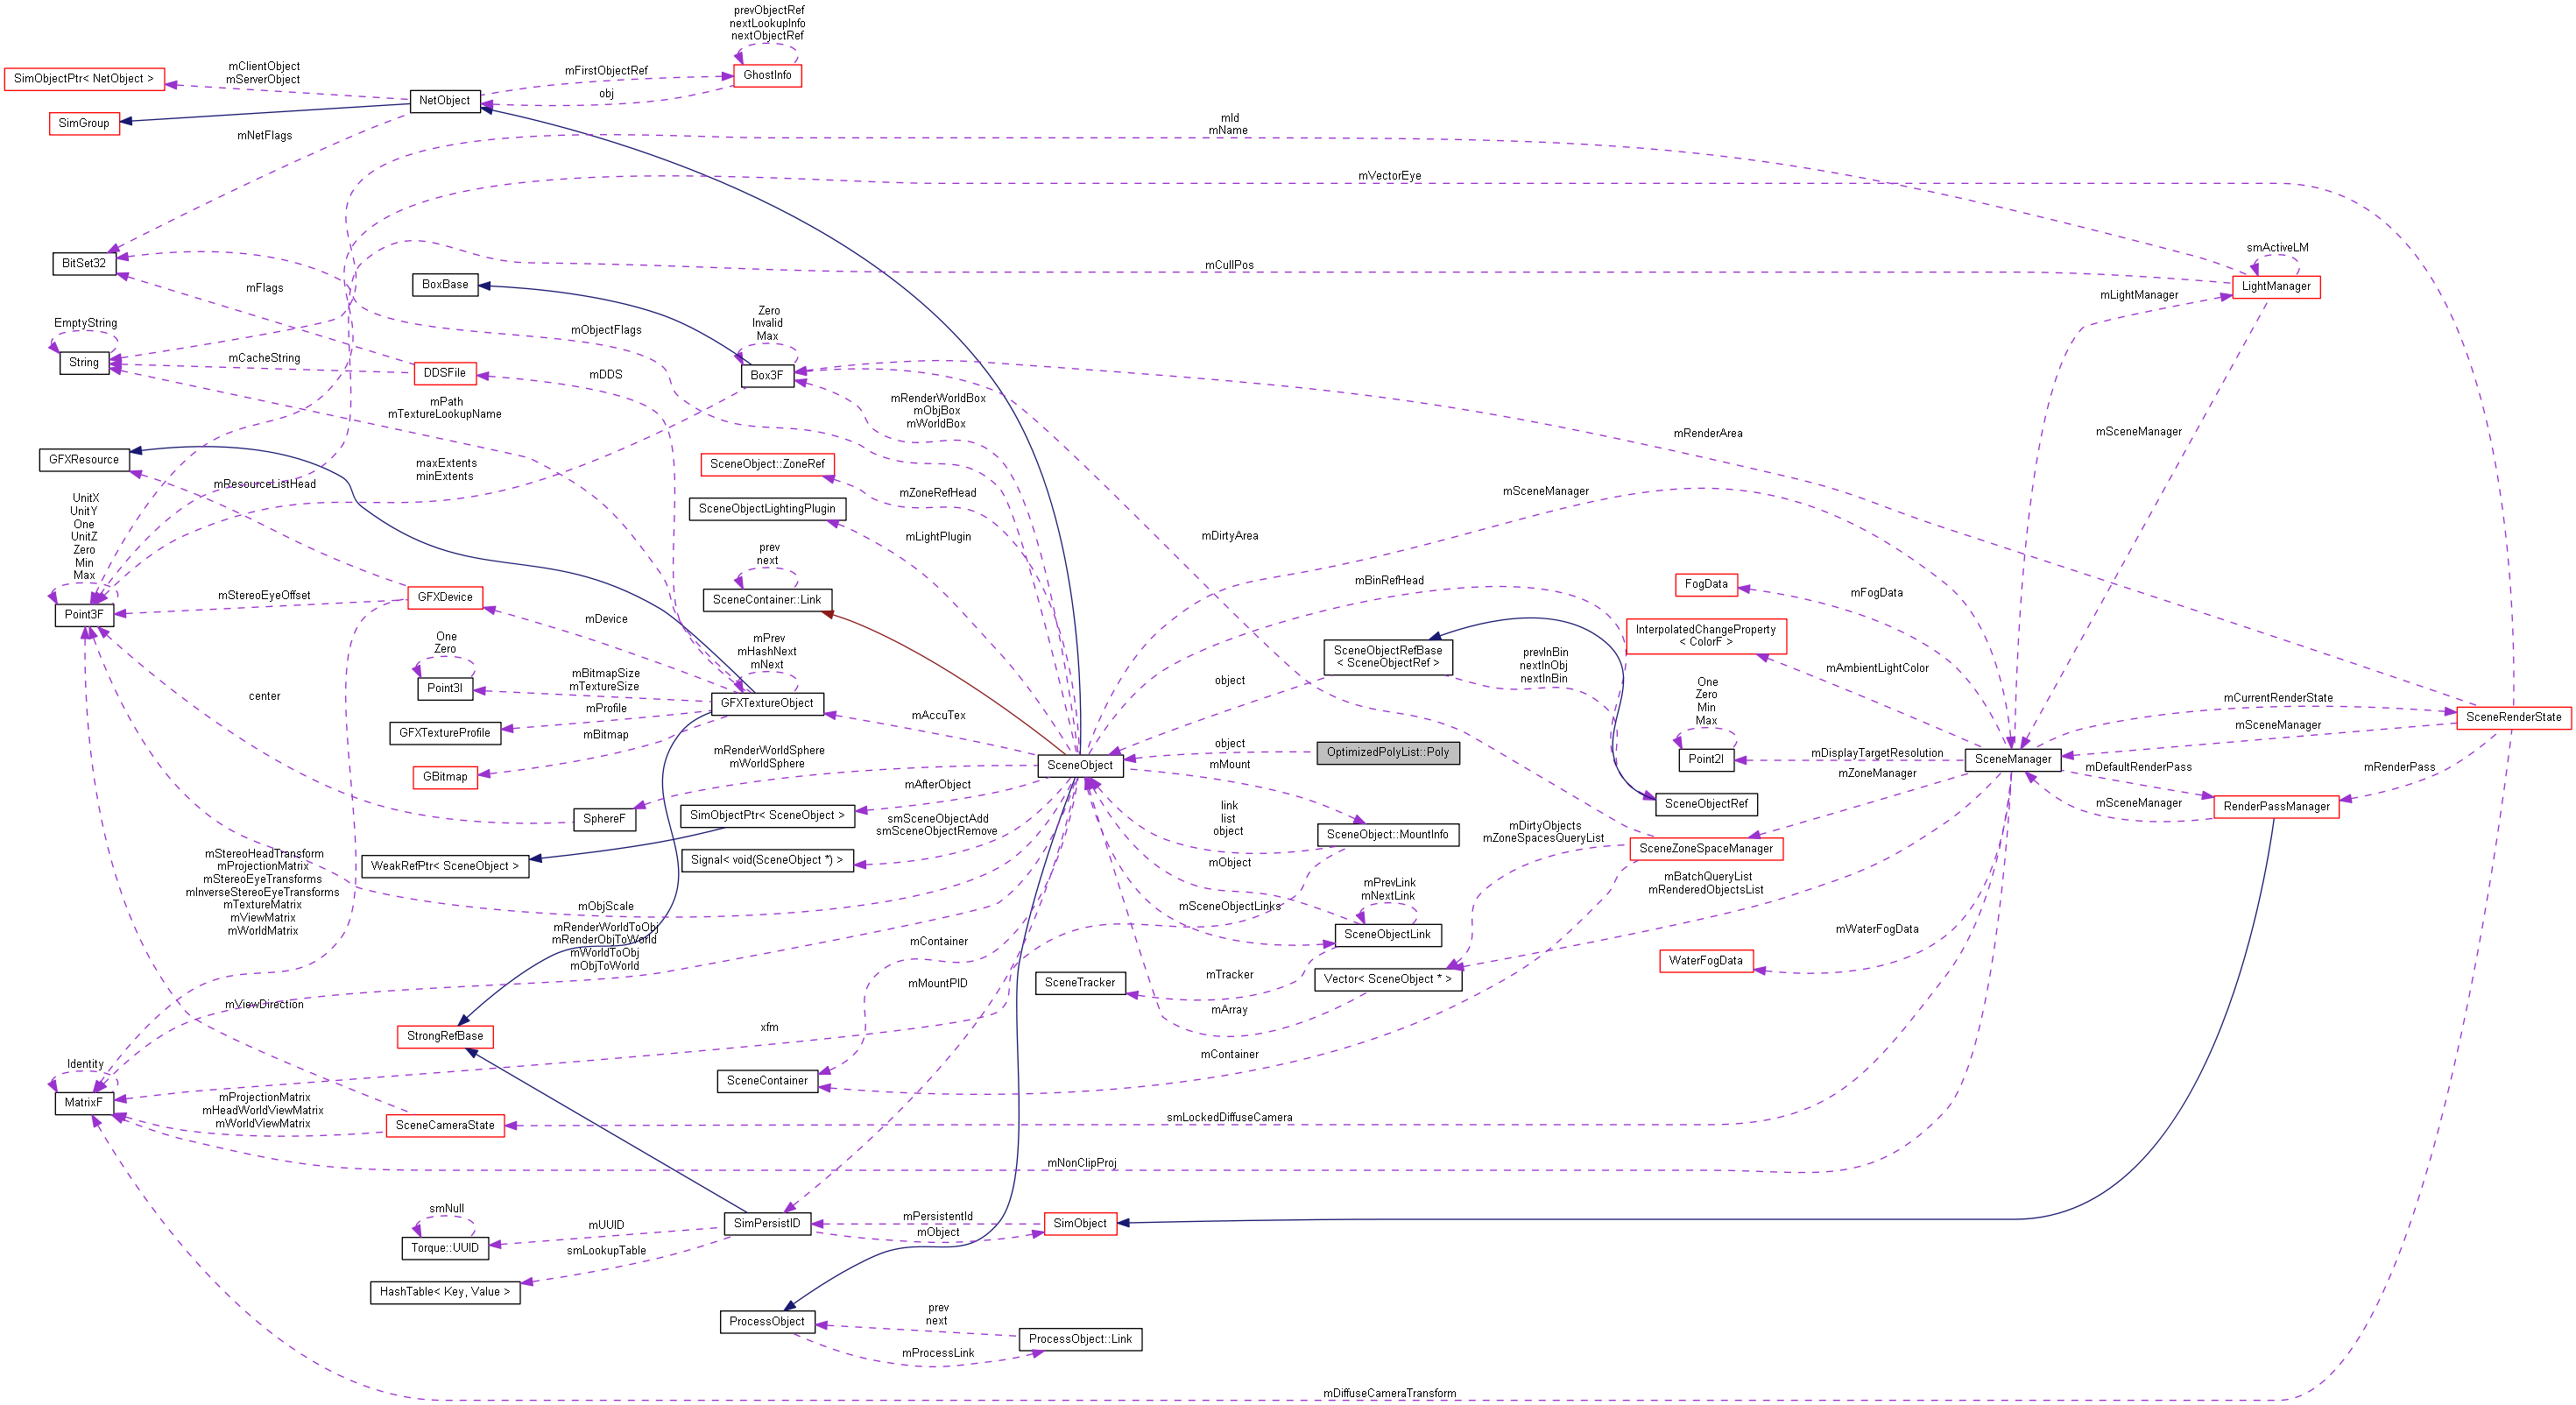 prevObjectRef
nextLookupInfo
nextObjectRef
SimObjectPtr< NetObject >
mClientObject
mServerObject
mFirstObjectRef
GhostInfo
NetObject
obj
SimGroup
mNetFlags
mId
mName
mVectorEye
BitSet32
mCullPos
smActiveLM
LightManager
BoxBase
mFlags
mLightManager
EmptyString
mObjectFlags
Zero
Invalid
Max
String
mCacheString
DDSFile
mDDS
Box3F
mRenderWorldBox
mObjBox
mWorldBox
mPath
mTextureLookupName
mRenderArea
mSceneManager
GFXResource
maxExtents
minExtents
SceneObject::ZoneRef
mResourceListHead
mZoneRefHead
mSceneManager
UnitX
UnitY
One
UnitZ
Zero
Min
Max
SceneObjectLightingPlugin
mLightPlugin
mDirtyArea
prev
next
mBinRefHead
FogData
mFogData
mStereoEyeOffset
GFXDevice
SceneContainer::Link
Point3F
mDevice
InterpolatedChangeProperty
< ColorF >
One
Zero
mPrev
mHashNext
mNext
SceneObjectRefBase
< SceneObjectRef >
prevInBin
nextInObj
nextInBin
mAmbientLightColor
Point3I
mBitmapSize
mTextureSize
object
center
One
Zero
Min
Max
mCurrentRenderState
GFXTextureObject
mProfile
mAccuTex
SceneRenderState
mSceneManager
GFXTextureProfile
mBitmap
mRenderWorldSphere
mWorldSphere
object
OptimizedPolyList::Poly
mDisplayTargetResolution
Point2I
SceneManager
GBitmap
SceneObject
mMount
mZoneManager
mDefaultRenderPass
mRenderPass
mAfterObject
SceneObjectRef
RenderPassManager
SphereF
SimObjectPtr< SceneObject >
link
list
object
mSceneManager
smSceneObjectAdd
smSceneObjectRemove
SceneObject::MountInfo
mDirtyObjects
mZoneSpacesQueryList
SceneZoneSpaceManager
mStereoHeadTransform
mProjectionMatrix
mStereoEyeTransforms
mInverseStereoEyeTransforms
mTextureMatrix
mViewMatrix
mWorldMatrix
WeakRefPtr< SceneObject >
Signal< void(SceneObject *) >
mObject
mBatchQueryList
mRenderedObjectsList
mPrevLink
mNextLink
mObjScale
mSceneObjectLinks
SceneObjectLink
mRenderWorldToObj
mRenderObjToWorld
mWorldToObj
mObjToWorld
mContainer
mWaterFogData
WaterFogData
mTracker
SceneTracker
mMountPID
Vector< SceneObject * >
mViewDirection
mArray
xfm
StrongRefBase
mContainer
Identity
SceneContainer
MatrixF
mProjectionMatrix
mHeadWorldViewMatrix
mWorldViewMatrix
SceneCameraState
smLockedDiffuseCamera
mNonClipProj
smNull
mUUID
SimPersistID
mPersistentId
SimObject
mObject
Torque::UUID
smLookupTable
HashTable< Key, Value >
prev
next
ProcessObject
ProcessObject::Link
mProcessLink
mDiffuseCameraTransform